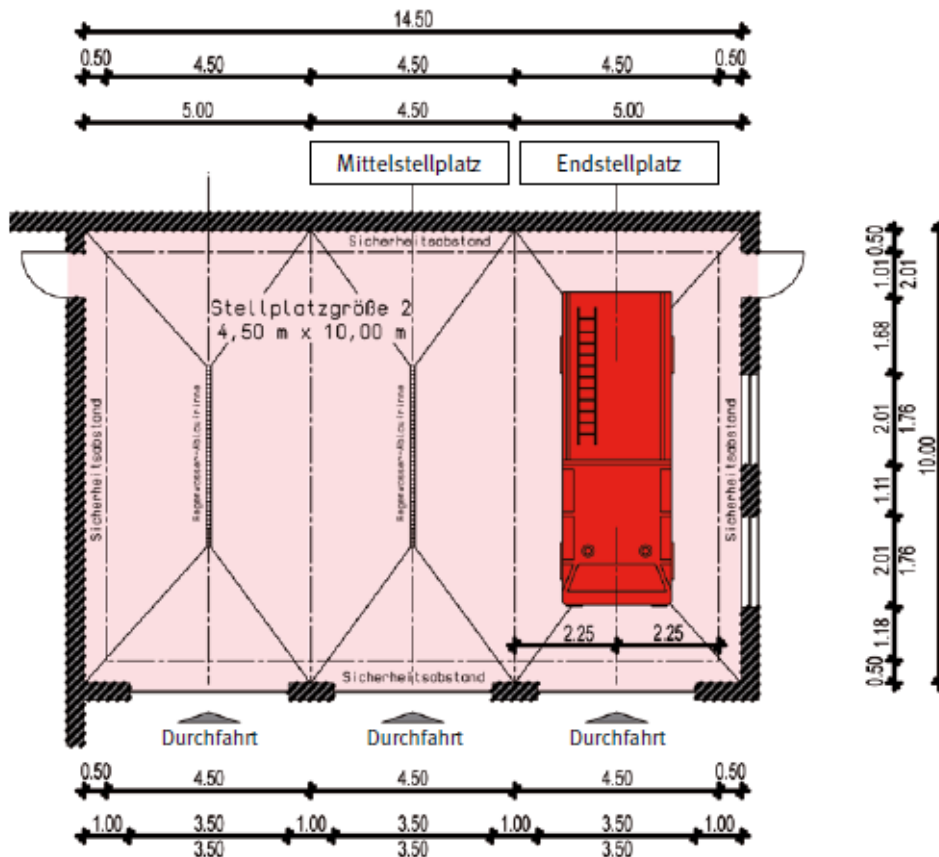 14.50
0.50 4.50 4.50 4.50 0.50
5.00 4.50 5.00
Mittelstellplatz Endstellplatz
Sicherheitsabstand
Stellplatzgröße 2
4,50 m x 10,00 m
Sicherheitsabstand
Regenwasser-Ablaufrinne
Regenwasser-Ablaufrinne
Sicherheitsabstand
2.25 2.25
Sicherheitsabstand
Durchfahrt Durchfahrt Durchfahrt
0.50 4.50 4.50 4.50 0.50
1.00 3.50 1.00 3.50 1.00 3.50 1.00
3.50 3.50 3.50
0.50
1.01
2.01
1.68
2.01
1.76
1.11
2.01
1.76
1.18
0.50
10.00